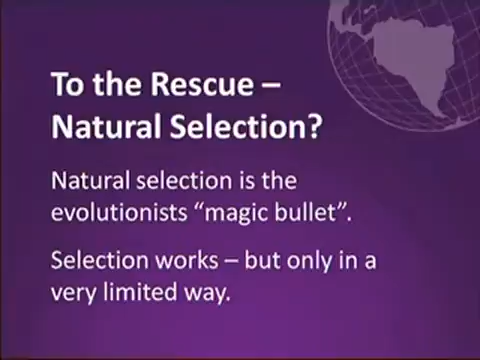 To the Rescue –
Natural Selection?
Natural selection is the
evolutionists “magic bullet”.
Selection works – but only in a
very limited way.